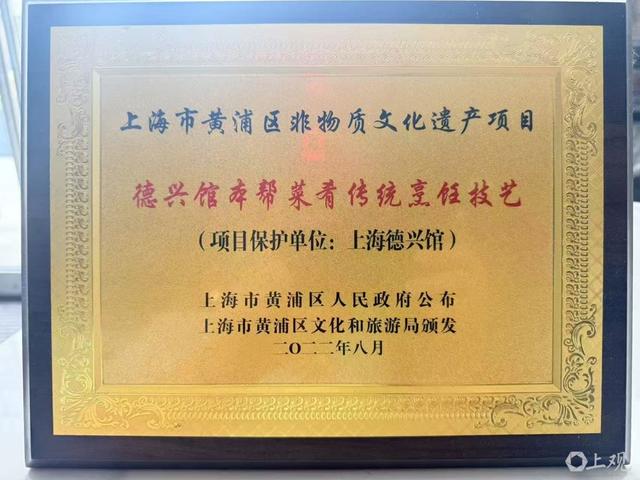 上海市黄浦区非物质文化遗产项目
德兴馆本帮菜肴传统烹饪技艺
（项目保护单位：上海德兴馆）
上海市黄浦区人民政府公布
上海市黄浦区文化和旅游局颁发
二〇二二年八月
上观